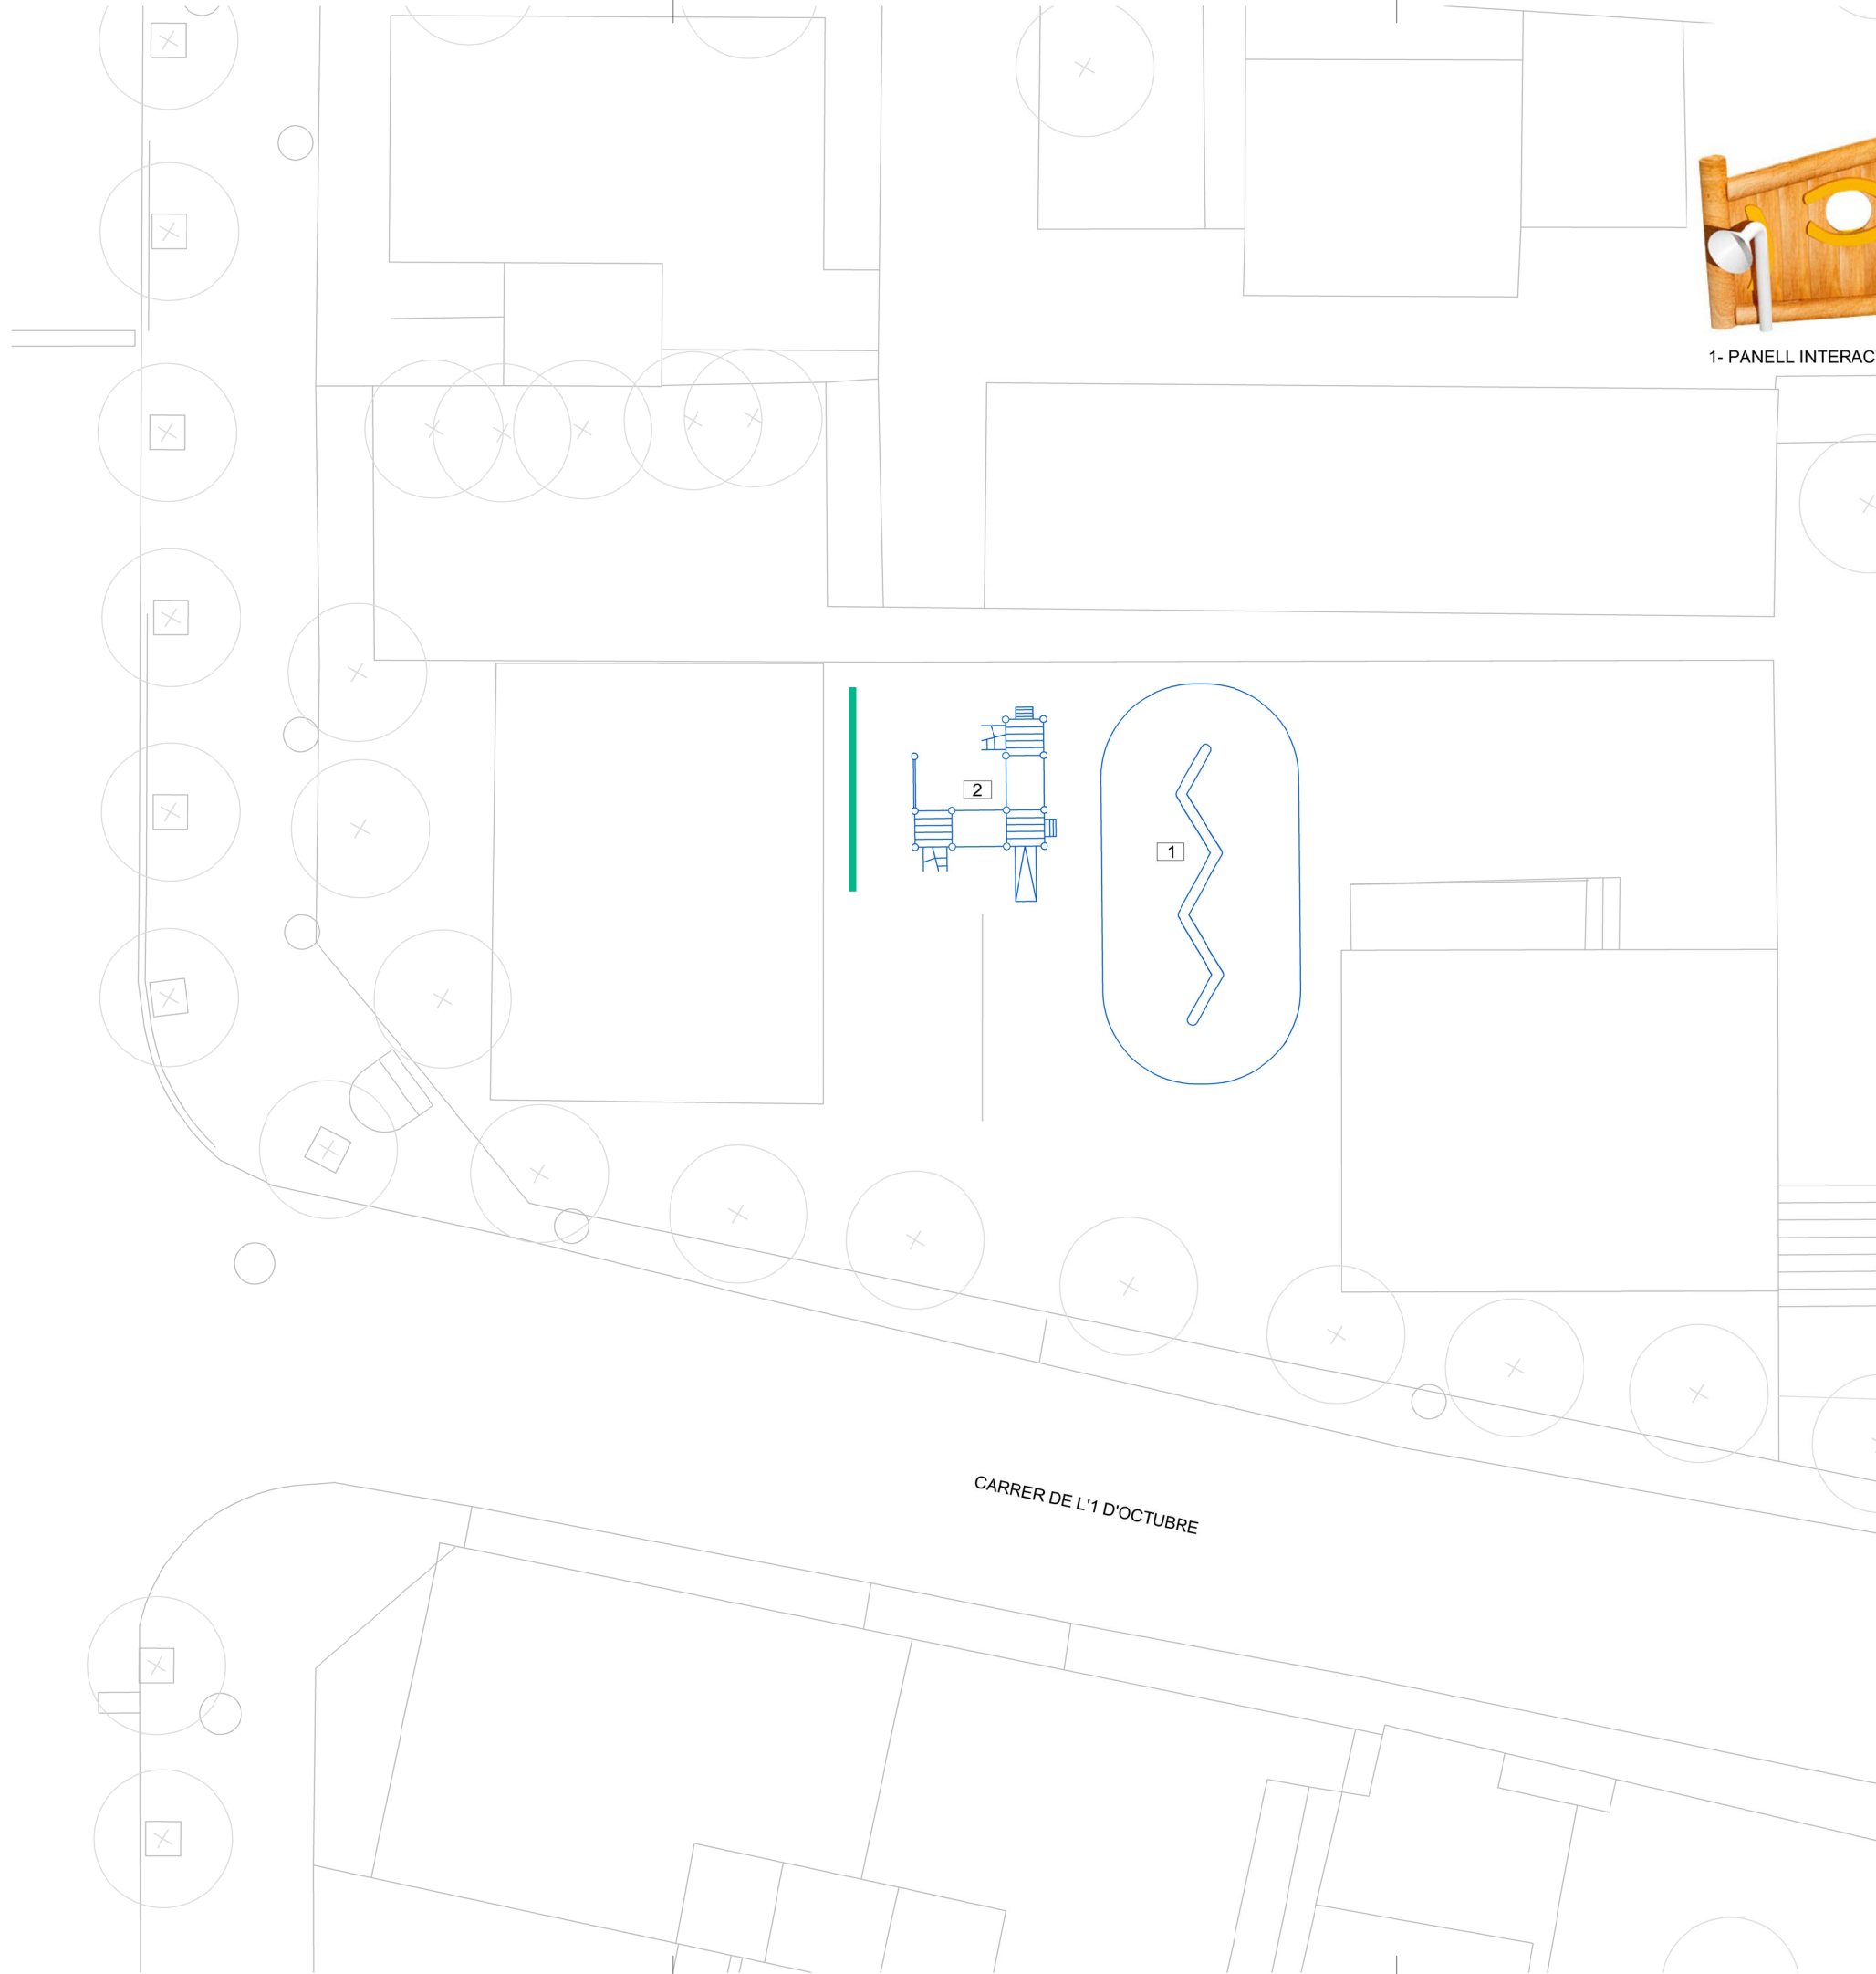 1- PANELL INTERAC
2
1
CARRER DE L'1 D'OCTUBRE